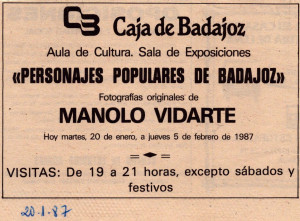 CB Caja de Badajoz
Aula de Cultura. Sala de Exposiciones
«PERSONAJES POPULARES DE BADAJOZ»
Fotografías originales de
MANOLO VIDARTE
Hoy martes, 20 de enero, a jueves 5 de febrero de 1987
VISITAS: De 19 a 21 horas, excepto sábados y
festivos
20-1-87